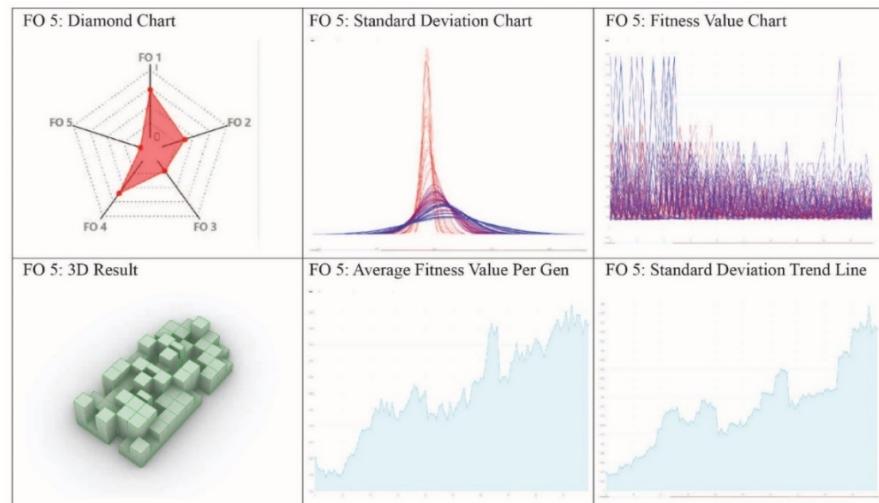 FO 5: Diamond Chart
FO 1
1
FO 5
0
FO 2
FO 4
FO 3
FO 5: Standard Deviation Chart
FO 5: Fitness Value Chart
FO 5: 3D Result
FO 5: Average Fitness Value Per Gen
FO 5: Standard Deviation Trend Line